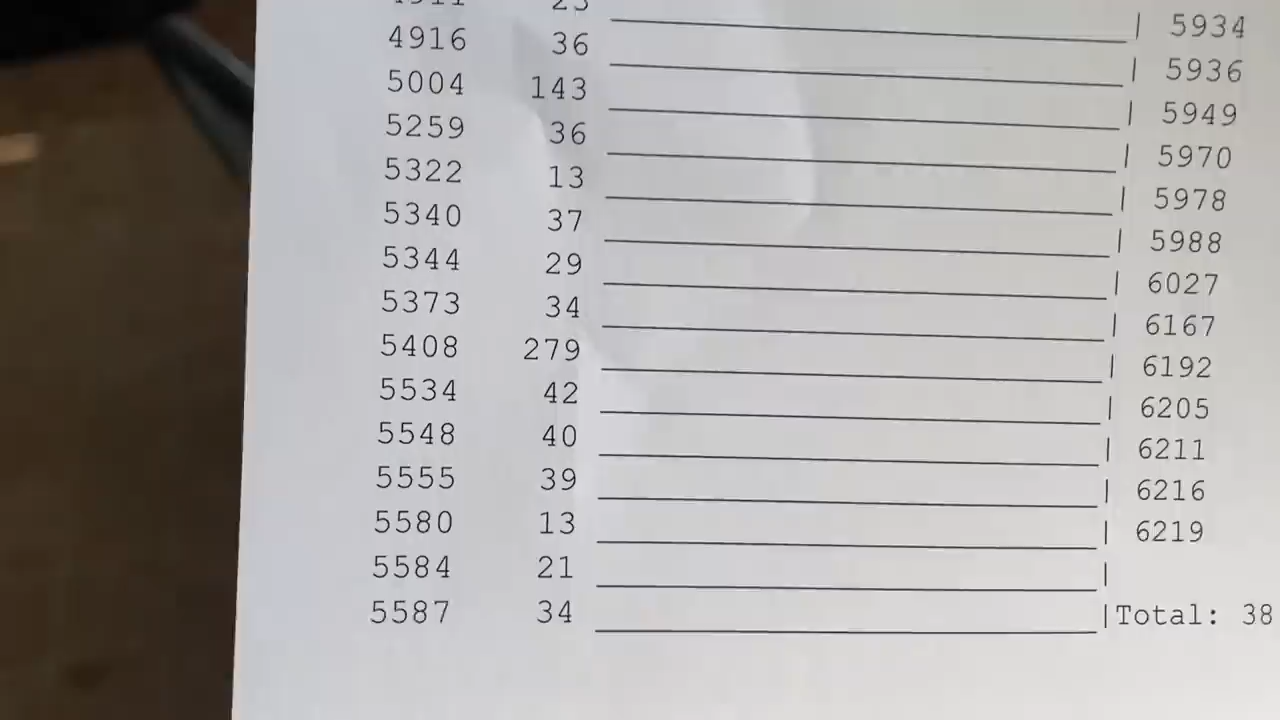 23 | 5934
4916 36 | 5936
5004 143 | 5949
5259 36 | 5970
5322 13 | 5978
5340 37 | 5988
5344 29 | 6027
5373 34 | 6167
5408 279 | 6192
5534 42 | 6205
5548 40 | 6211
5555 39 | 6216
5580 13 | 6219
5584 21 |
5587 34 |Total: 38